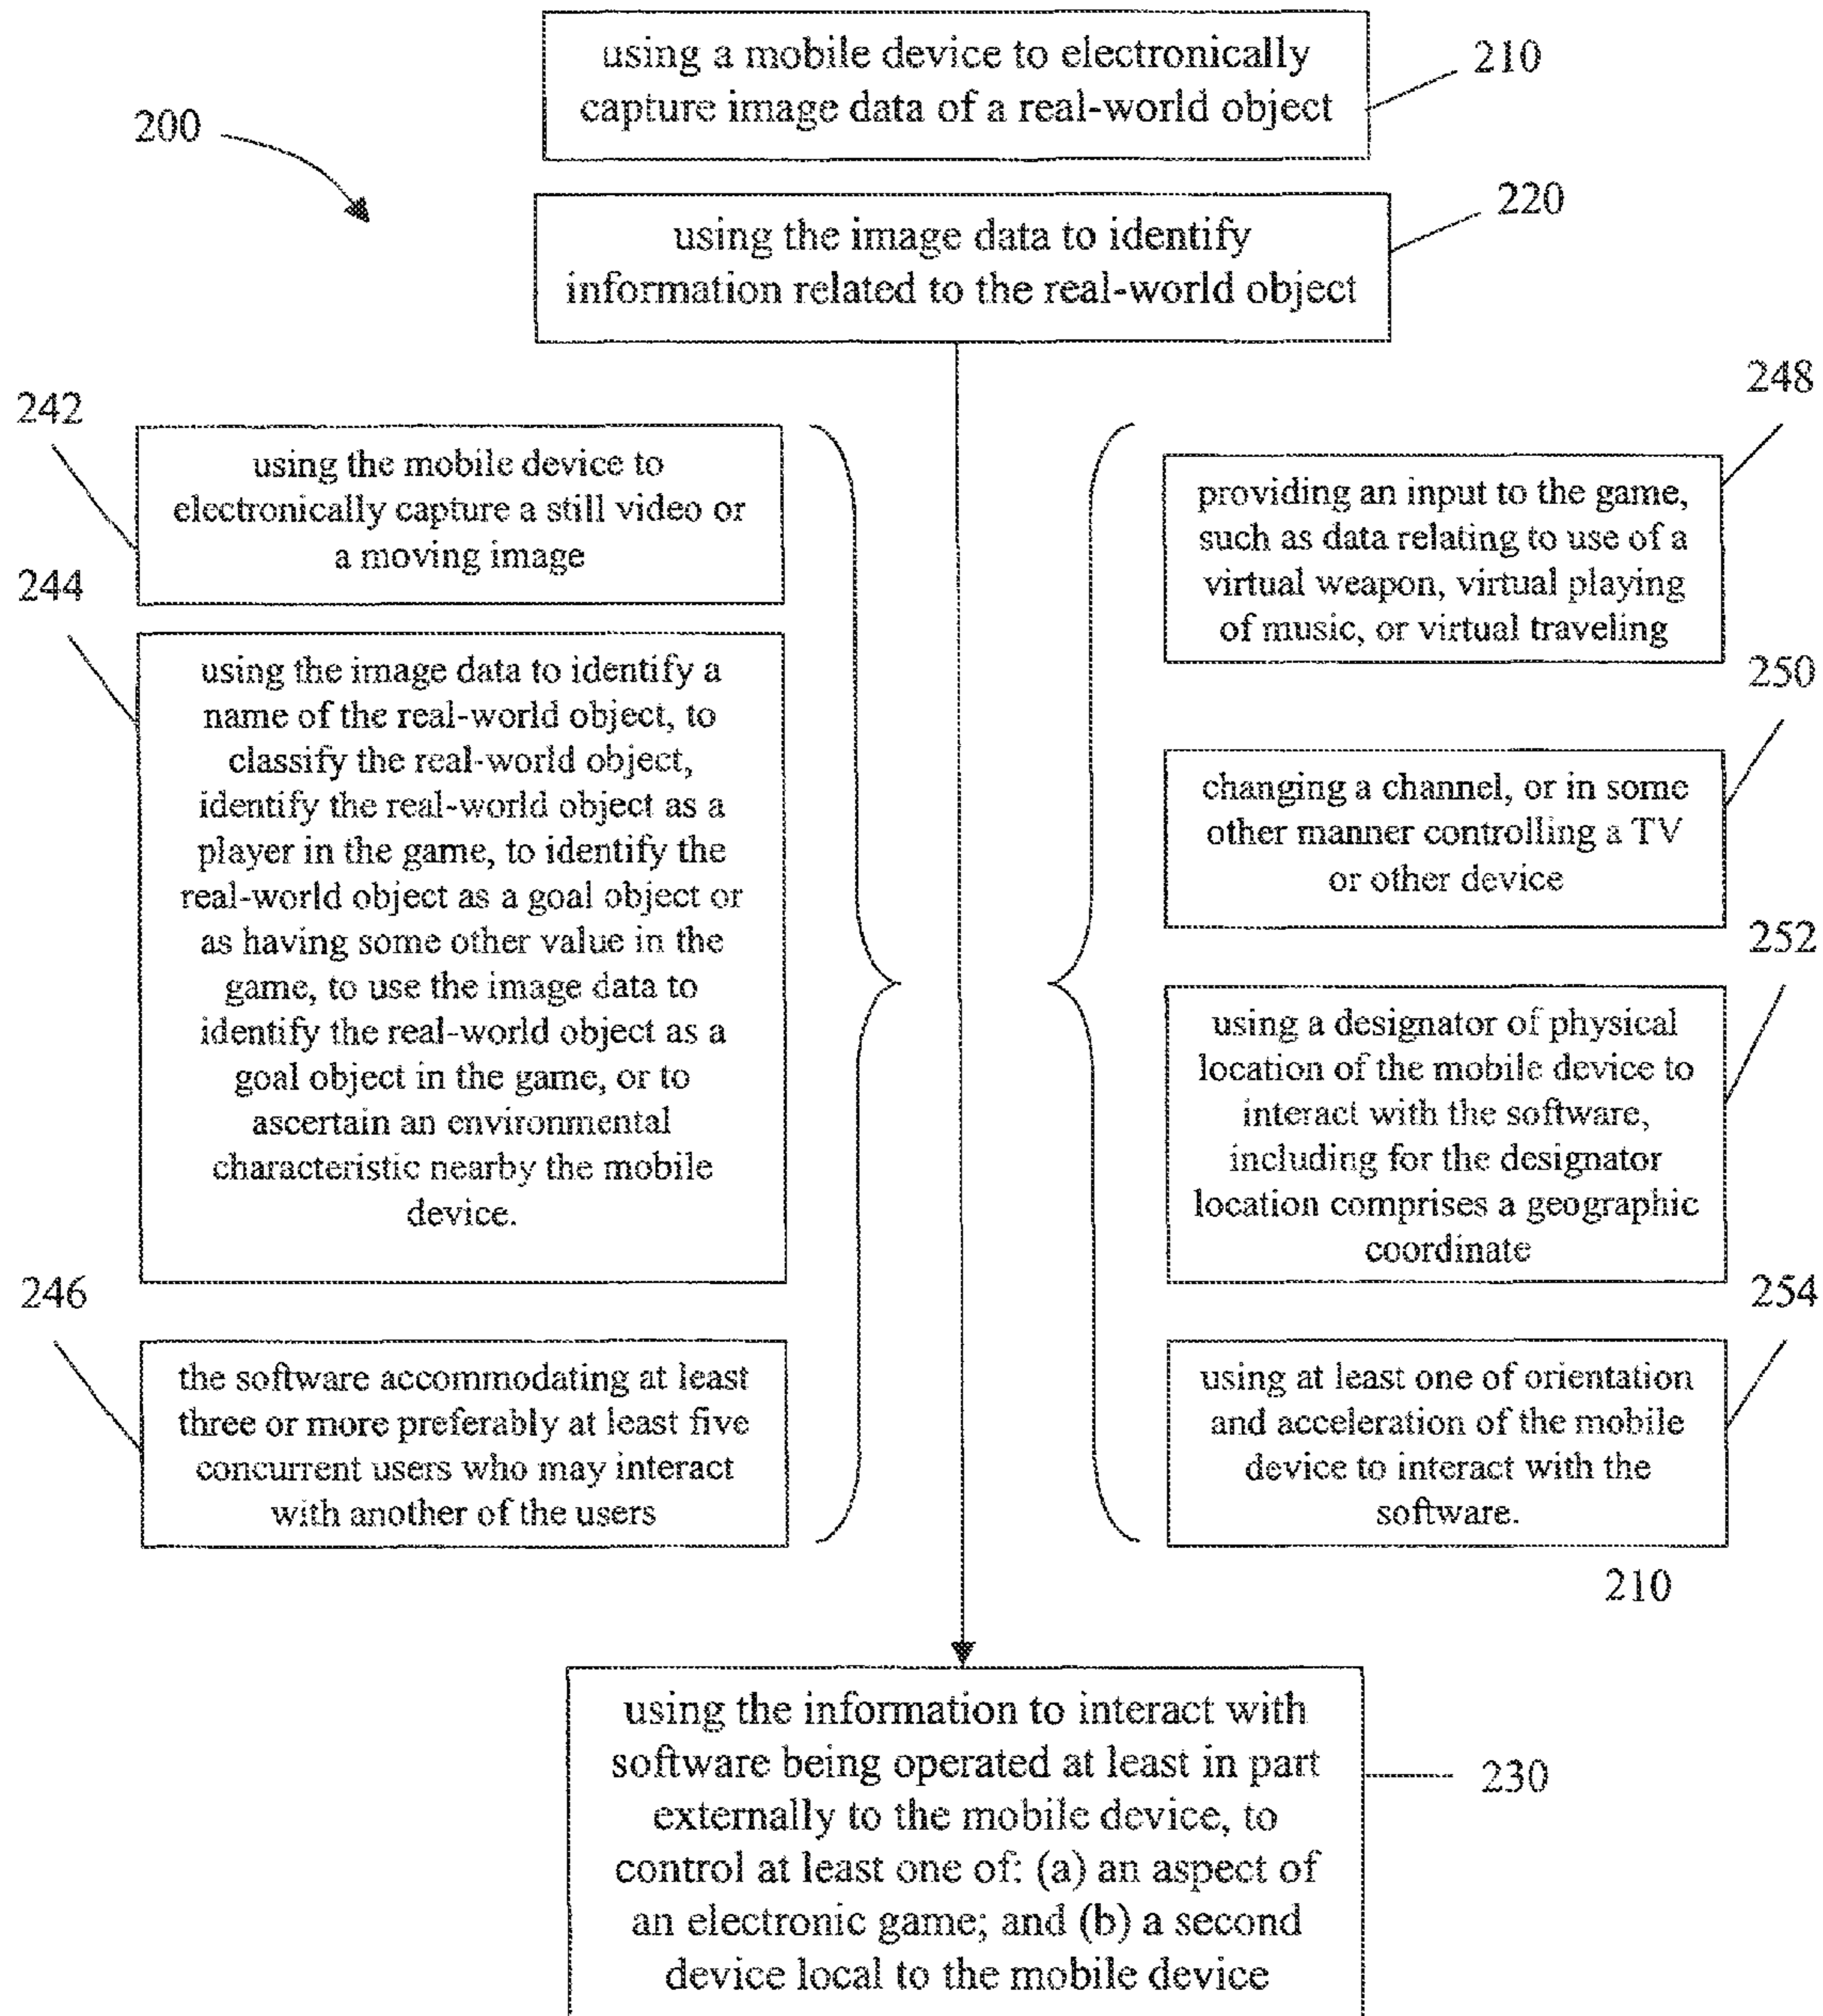 using a mobile device to electronically
capture image data of a real-world object
210
200
using the image data to identify
information related to the real-world object
220
242
using the mobile device to
electronically capture a still video or
a moving image
244
using the image data to identify a
name of the real-world object, to
classify the real-world object,
identify the real-world object as a
player in the game, to identify the
real-world object as a goal object or
as having some other value in the
game, to use the image data to
identify the real-world object as a
goal object in the game, or to
ascertain an environmental
characteristic nearby the mobile
device.
246
the software accommodating at least
three or more preferably at least five
concurrent users who may interact
with another of the users
248
providing an input to the game,
such as data relating to use of a
virtual weapon, virtual playing
of music, or virtual traveling
250
changing a channel, or in some
other manner controlling a TV
or other device
252
using a designator of physical
location of the mobile device to
interact with the software,
including for the designator
location comprises a geographic
coordinate
254
using at least one of orientation
and acceleration of the mobile
device to interact with the
software.
210
using the information to interact with
software being operated at least in part
externally to the mobile device, to
control at least one of: (a) an aspect of
an electronic game; and (b) a second
device local to the mobile device
230